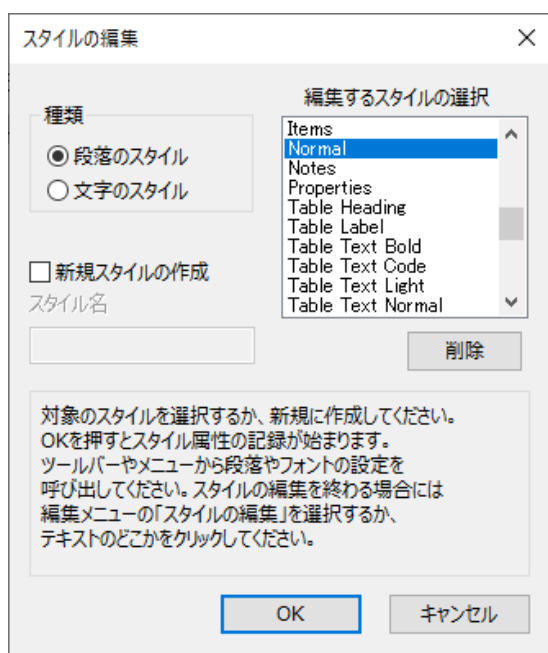 スタイルの編集
種類
段落のスタイル
文字のスタイル
編集するスタイルの選択
Items
Normal
Notes
Properties
Table Heading
Table Label
Table Text Bold
Table Text Code
Table Text Light
Table Text Normal
新規スタイルの作成
スタイル名
削除
対象のスタイルを選択するか、新規に作成してください。
OKを押すとスタイル属性の記録が始まります。
ツールバーやメニューから段落やフォントの設定を
呼び出してください。スタイルの編集を終わる場合には
編集メニューの「スタイルの編集」を選択するか、
テキストのどこかをクリックしてください。
OK
キャンセル